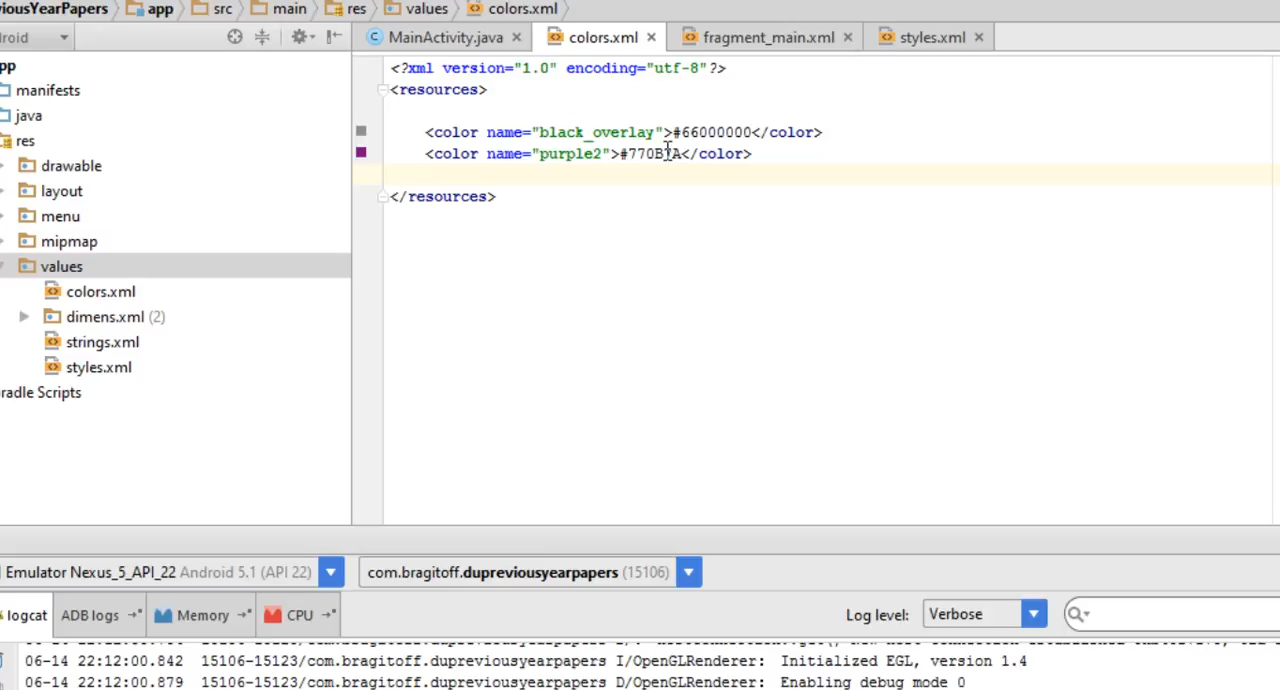 iousYearPapers app src main res values colors.xml
roid
MainActivity.java colors.xml fragment_main.xml styles.xml
pp
manifests
java
res
drawable
layout
menu
mipmap
values
colors.xml
dimens.xml (2)
strings.xml
styles.xml
radle Scripts
<?xml version="1.0" encoding="utf-8"?>
<resources>
<color name="black_overlay">#66000000</color>
<color name="purple2"></color>
</resources>
Emulator Nexus_5_API_22 Android 5.1 (API 22) com.bragitoff.dupreviousyearpapers (15106)
logcat ADB logs Memory CPU Log level: Verbose
06-14 22:12:00.842 15106-15123/com.bragitoff.dupreviousyearpapers I/OpenGLRenderer: Initialized EGL, version 1.4
06-14 22:12:00.879 15106-15123/com.bragitoff.dupreviousyearpapers D/OpenGLRenderer: Enabling debug mode 0